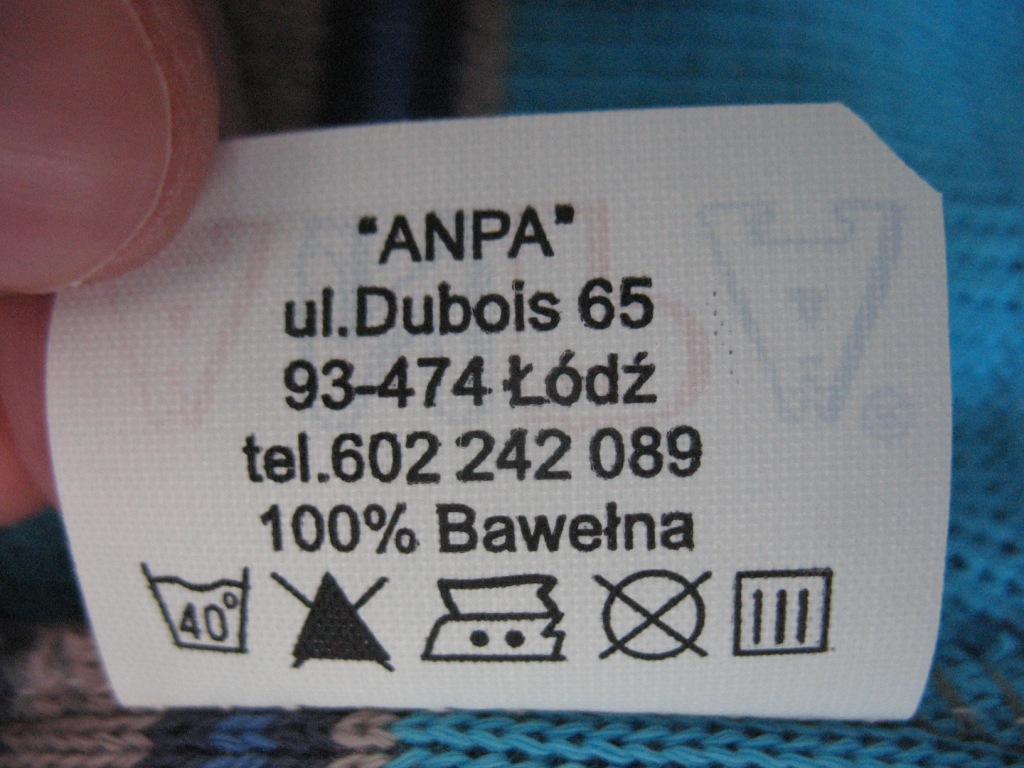 "ANPA"
ul.Dubois 65
93-474 Łódź
tel.602 242 089
100% Bawełna
40°